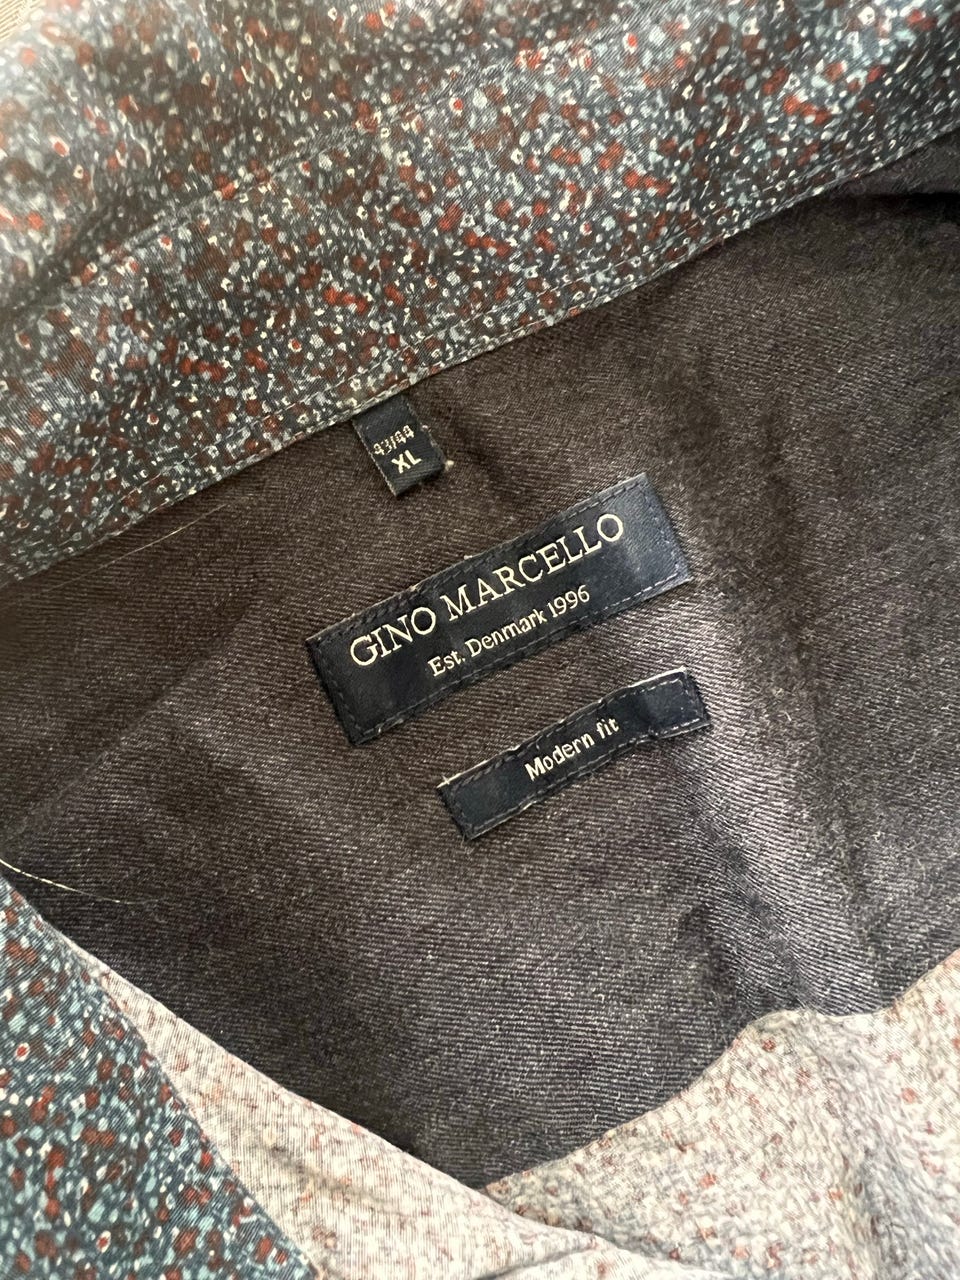 43/44
XL
GINO MARCELLO
Est. Denmark 1996
Modern fit